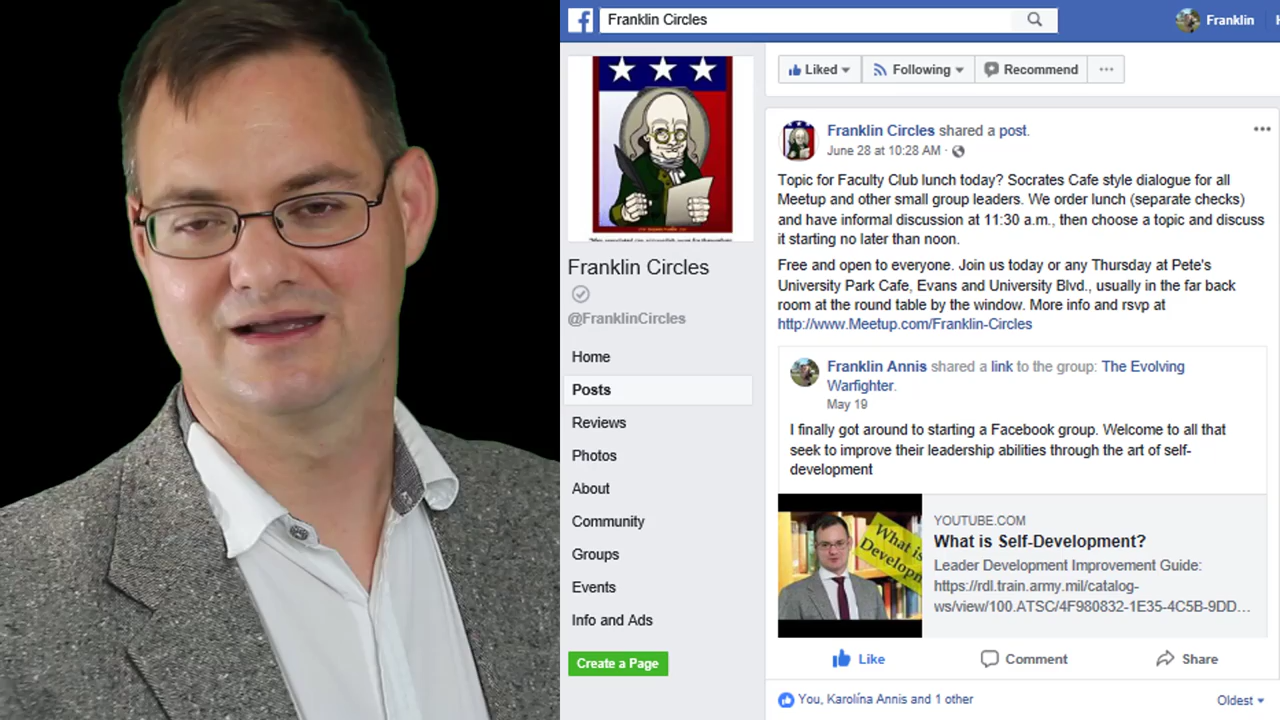 Franklin Circles
Franklin
Liked
Following
Recommend
Franklin Circles shared a post.
June 28 at 10:28 AM ·
Topic for Faculty Club lunch today? Socrates Cafe style dialogue for all
Meetup and other small group leaders. We order lunch (separate checks)
and have informal discussion at 11:30 a.m., then choose a topic and discuss
it starting no later than noon.
Free and open to everyone. Join us today or any Thursday at Pete's
University Park Cafe, Evans and University Blvd., usually in the far back
room at the round table by the window. More info and rsvp at
http://www.Meetup.com/Franklin-Circles
Franklin Annis shared a link to the group: The Evolving
Warfighter.
May 19
I finally got around to starting a Facebook group. Welcome to all that
seek to improve their leadership abilities through the art of self-
development
What is
YOUTUBE.COM
What is Self-Development?
Leader Development Improvement Guide:
https://rdl.train.army.mil/catalog-
ws/view/100.ATSC/4F980832-1E35-4C5B-9DD...
Like
Comment
Share
You, Karolína Annis and 1 other
Oldest
Franklin Circles
@FranklinCircles
Home
Posts
Reviews
Photos
About
Community
Groups
Events
Info and Ads
Create a Page